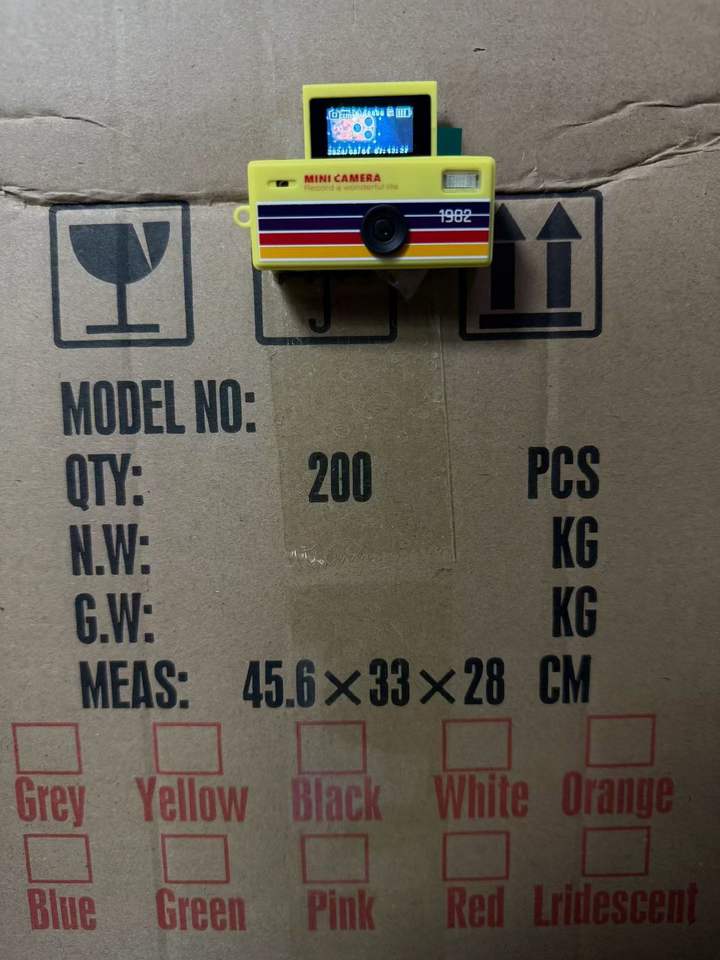 MINI CAMERA
Record a wonderful life
1982
MODEL NO:
QTY: 200 PCS
N.W: KG
G.W: KG
MEAS: 45.6×33×28 CM
Grey Yellow Black White Orange
Blue Green Pink Red Lridescent